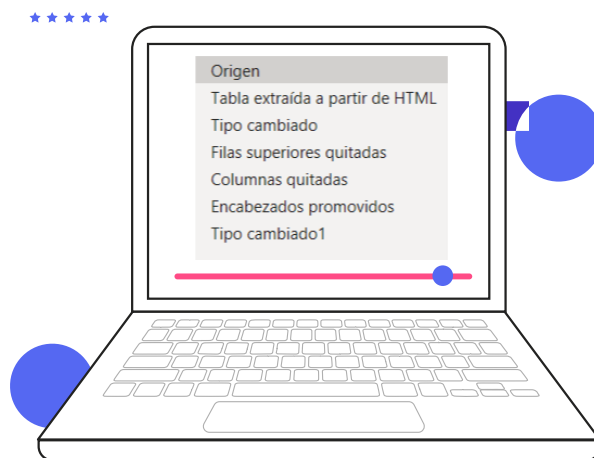 Origen
Tabla extraída a partir de HTML
Tipo cambiado
Filas superiores quitadas
Columnas quitadas
Encabezados promovidos
Tipo cambiado1